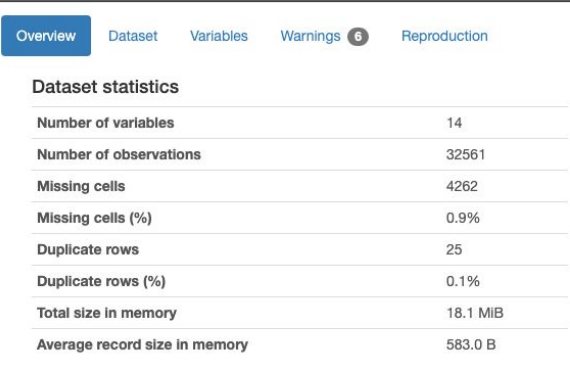 Overview Dataset Variables Warnings 6 Reproduction
Dataset statistics
Number of variables 14
Number of observations 32561
Missing cells 4262
Missing cells (%) 0.9%
Duplicate rows 25
Duplicate rows (%) 0.1%
Total size in memory 18.1 MiB
Average record size in memory 583.0 B